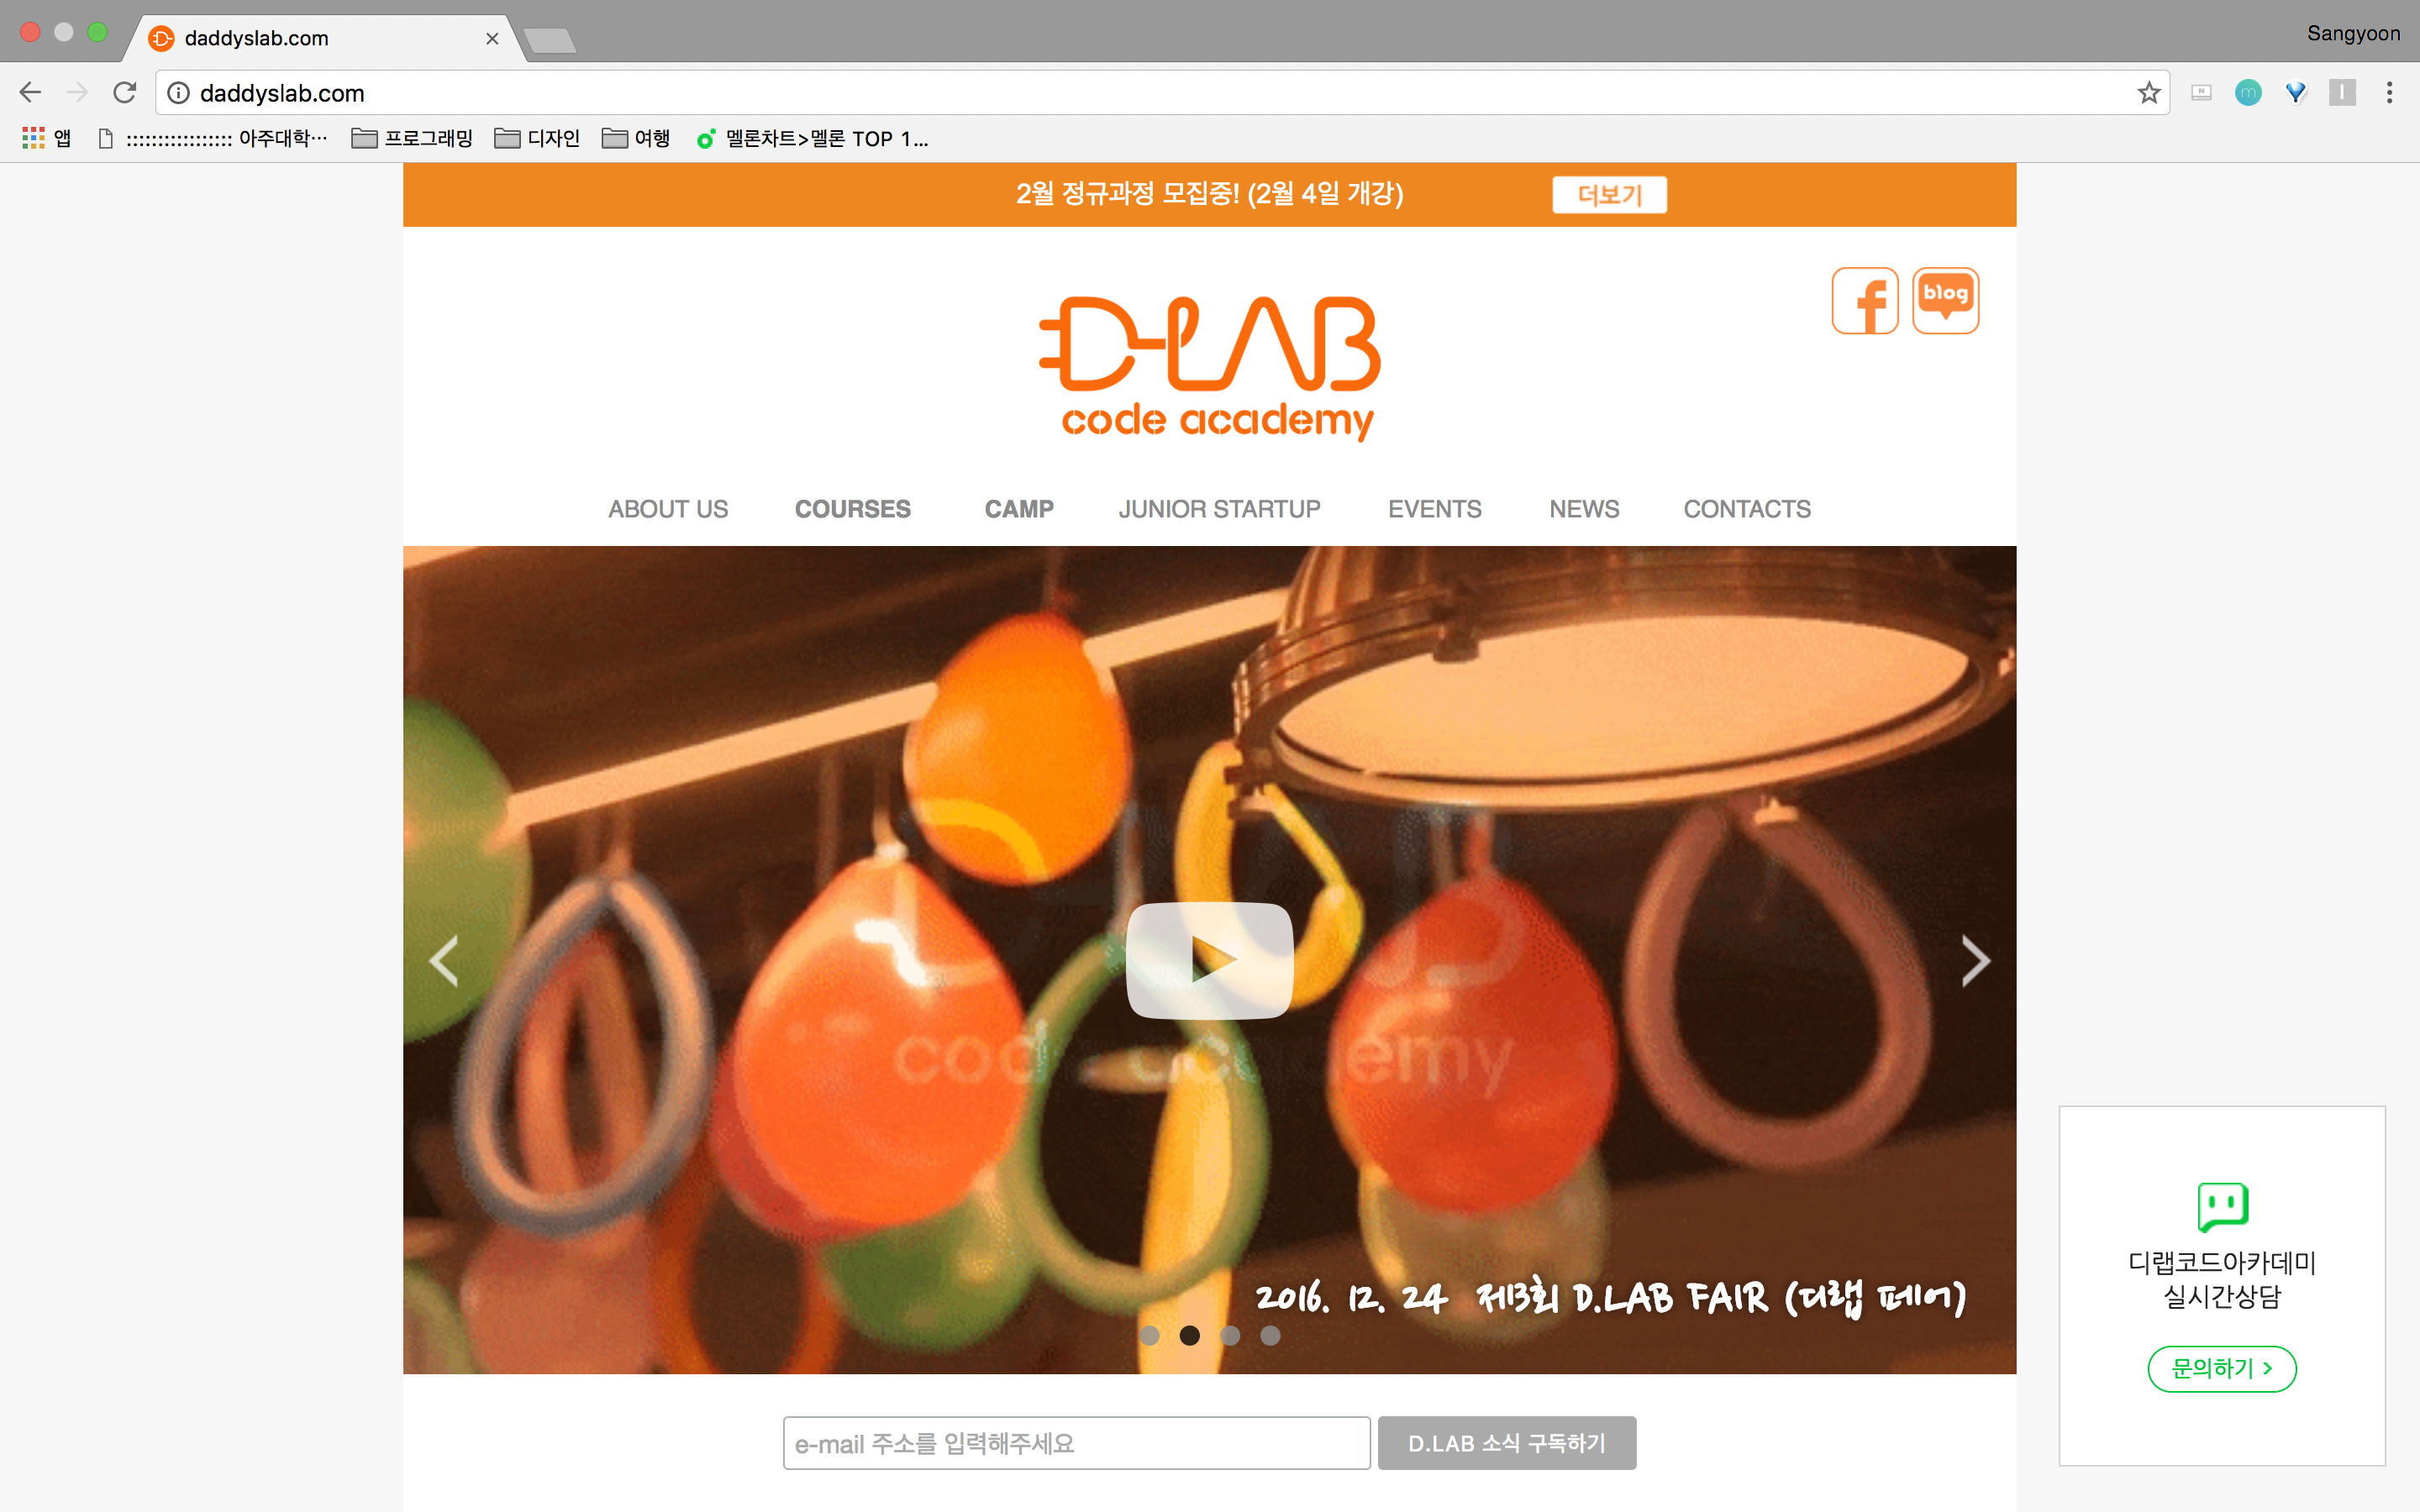 daddyslab.com
Sangyoon
daddyslab.com
앱
::::::::::::::::: 아주대학…
프로그래밍
디자인
여행
멜론차트>멜론 TOP 1...
2월 정규과정 모집중! (2월 4일 개강)
더보기
D-LAB
code academy
f
blog
ABOUT US
COURSES
CAMP
JUNIOR STARTUP
EVENTS
NEWS
CONTACTS
code academy
2016. 12. 24 제3회 D.LAB FAIR (디랩 페어)
디랩코드아카데미
실시간상담
문의하기 >
e-mail 주소를 입력해주세요
D.LAB 소식 구독하기